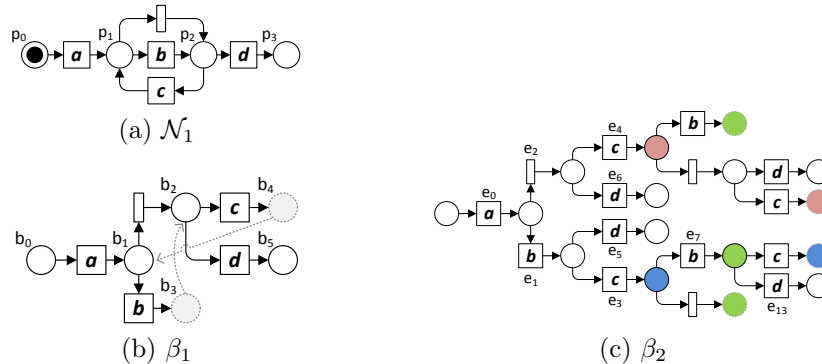 p₀ a p₁ b p₂ d p₃
c
(a) 𝒩₁
b₂ c b₄
b₀ a b₁ d b₅
b b₃
(b) β₁
e₄ b
e₂ c
d
e₀ e₆ d c
a
d
e₅ e₇
b c b c
e₁ e₃ d
e₁₃
(c) β₂